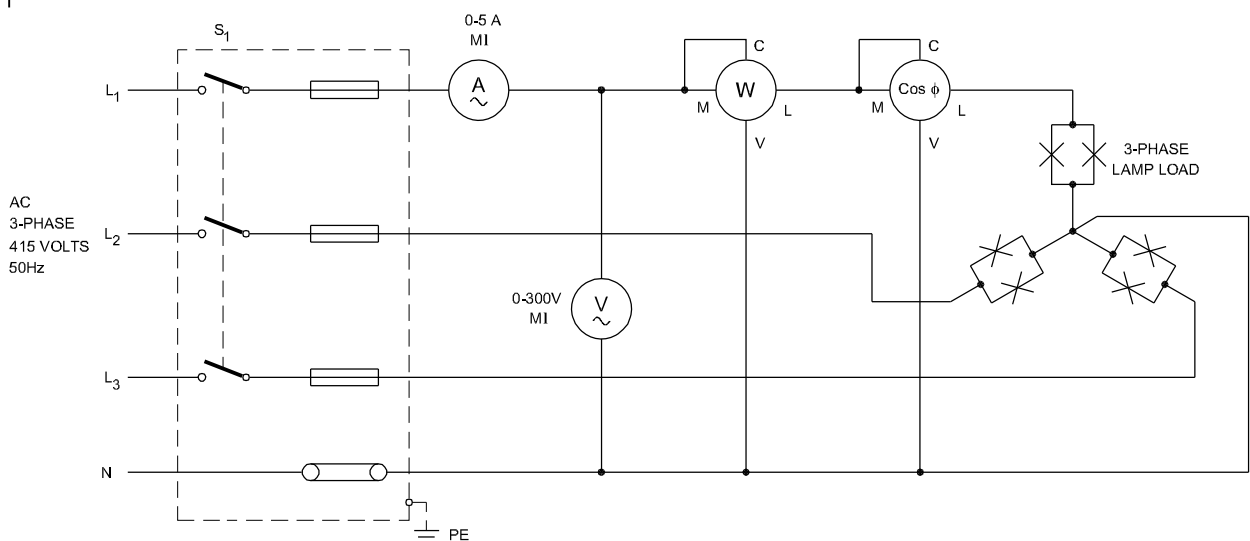 S1
0-5 A
MI
L1
A
C
M
W
L
V
C
M
Cos ϕ
L
V
3-PHASE
LAMP LOAD
AC
3-PHASE
415 VOLTS
50Hz
L2
0-300V
MI
V
L3
N
PE